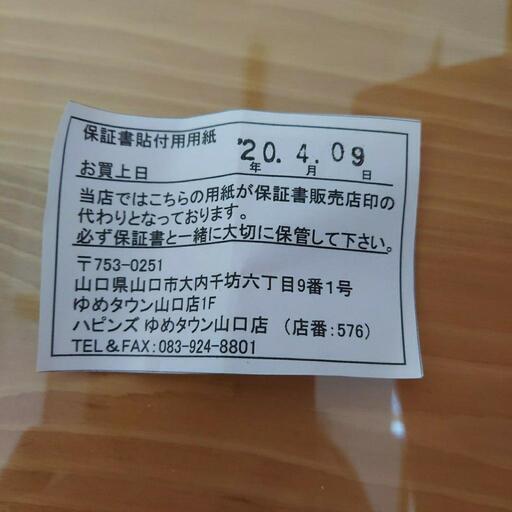 保証書貼付用用紙
お買上日 '20.4.09
年 月 日
当店ではこちらの用紙が保証書販売店印の
代わりとなっております。
必ず保証書と一緒に大切に保管して下さい。
〒753-0251
山口県山口市大内千坊六丁目9番1号
ゆめタウン山口店1F
ハピンズ ゆめタウン山口店 (店番:576)
TEL&FAX:083-924-8801